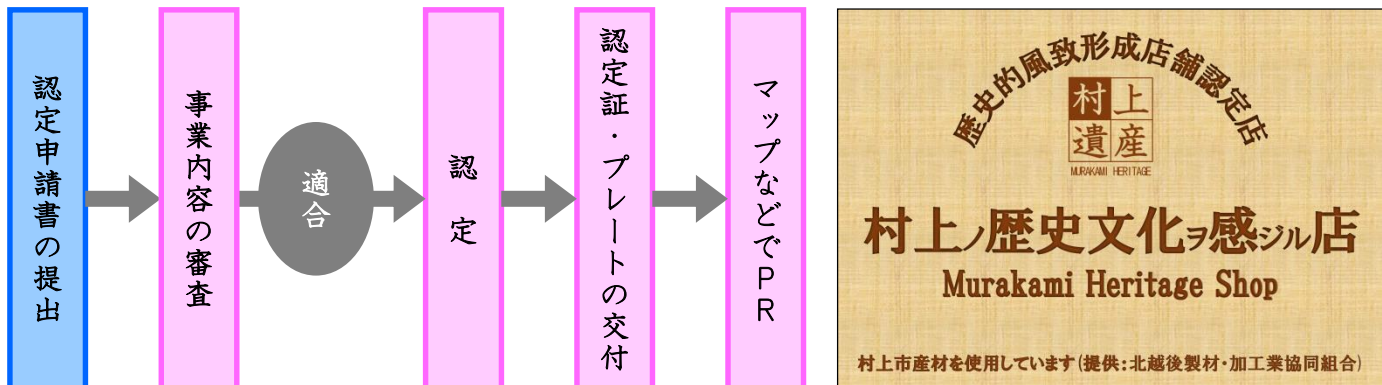 認定申請書の提出
事業内容の審査
適合
認定
認定証・プレートの交付
マップなどでPR
歴史的風致形成店舗認定店
村上
遺産
MURAKAMI HERITAGE
村上ノ歴史文化ヲ感ジル店
Murakami Heritage Shop
村上市産材を使用しています(提供:北越後製材・加工業協同組合)